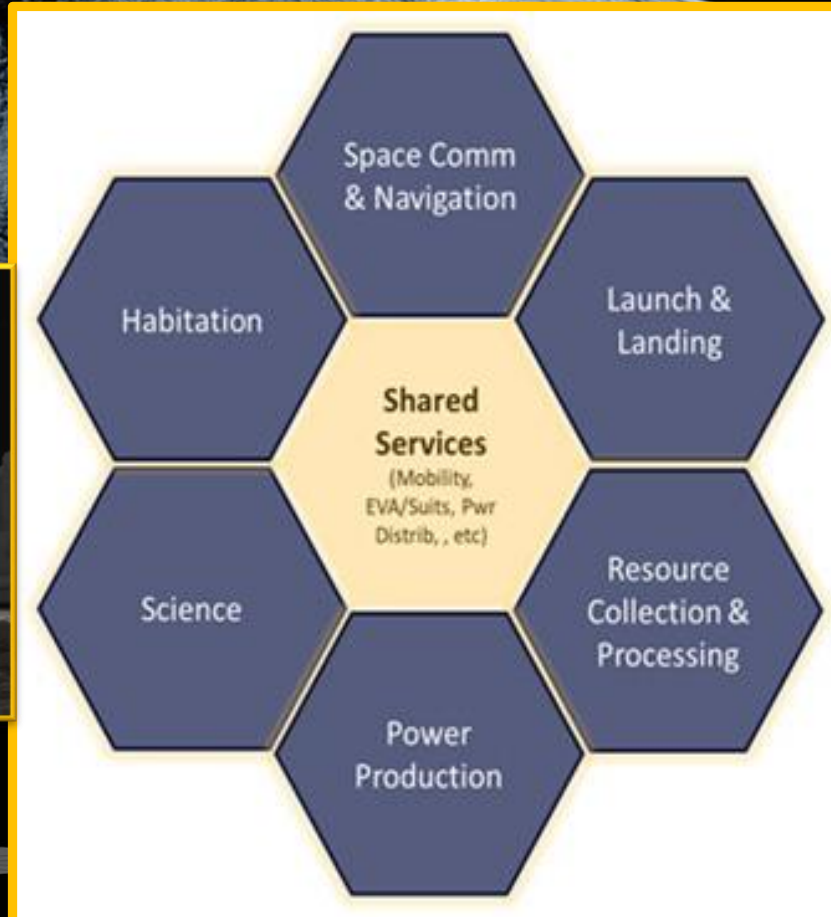 Space Comm
& Navigation
Habitation
Launch &
Landing
Shared
Services
(Mobility,
EVA/Suits, Pwr
Distrib, , etc)
Science
Resource
Collection &
Processing
Power
Production